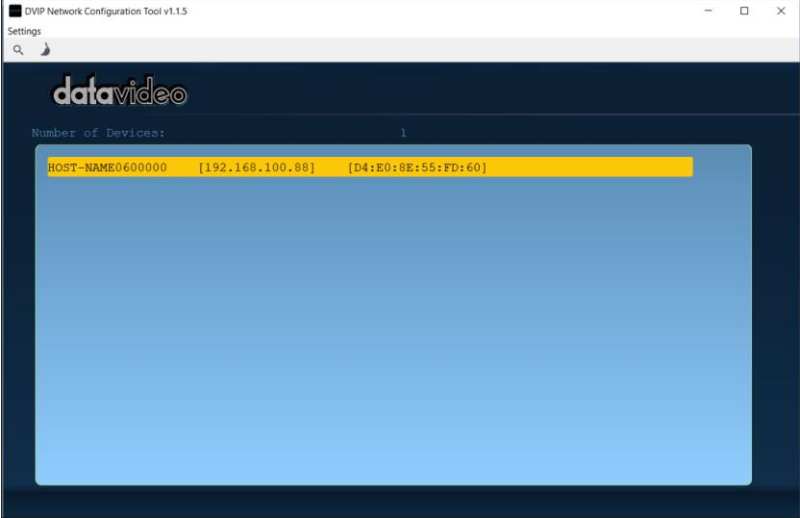 DVIP Network Configuration Tool v1.1.5
Settings
datavideo
Number of Devices: 1
HOST-NAME0600000 [192.168.100.88] [D4:E0:8E:55:FD:60]